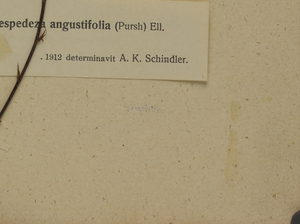 espedeza angustifolia (Pursh) Ell.
. 1912 determinavit A. K. Schindler.